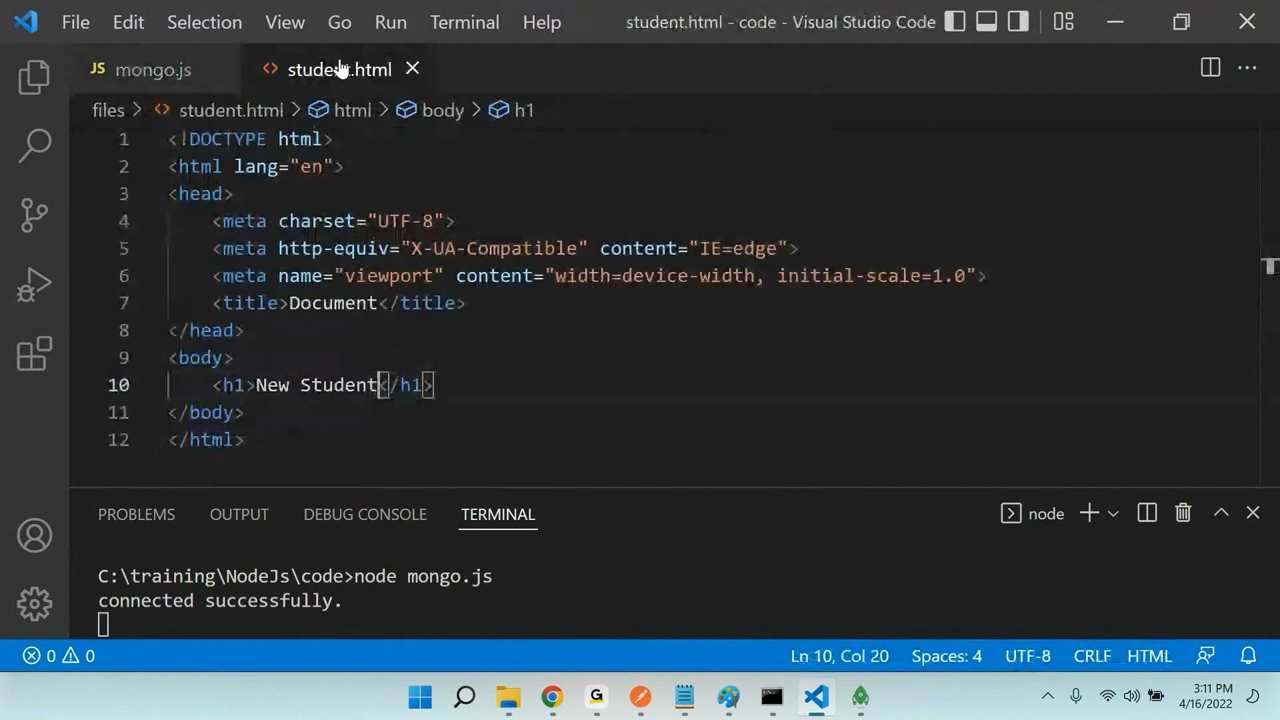 File Edit Selection View Go Run Terminal Help student.html - code - Visual Studio Code
JS mongo.js student.html
files > student.html > html > body > h1
1 <!DOCTYPE html>
2 <html lang="en">
3 <head>
4 <meta charset="UTF-8">
5 <meta http-equiv="X-UA-Compatible" content="IE=edge">
6 <meta name="viewport" content="width=device-width, initial-scale=1.0">
7 <title>Document</title>
8 </head>
9 <body>
10 <h1>New Student</h1>
11 </body>
12 </html>
PROBLEMS OUTPUT DEBUG CONSOLE TERMINAL node
C:\training\NodeJs\code>node mongo.js
connected successfully.
0 0 Ln 10, Col 20 Spaces: 4 UTF-8 CRLF HTML
G 3:11 PM
4/16/2022